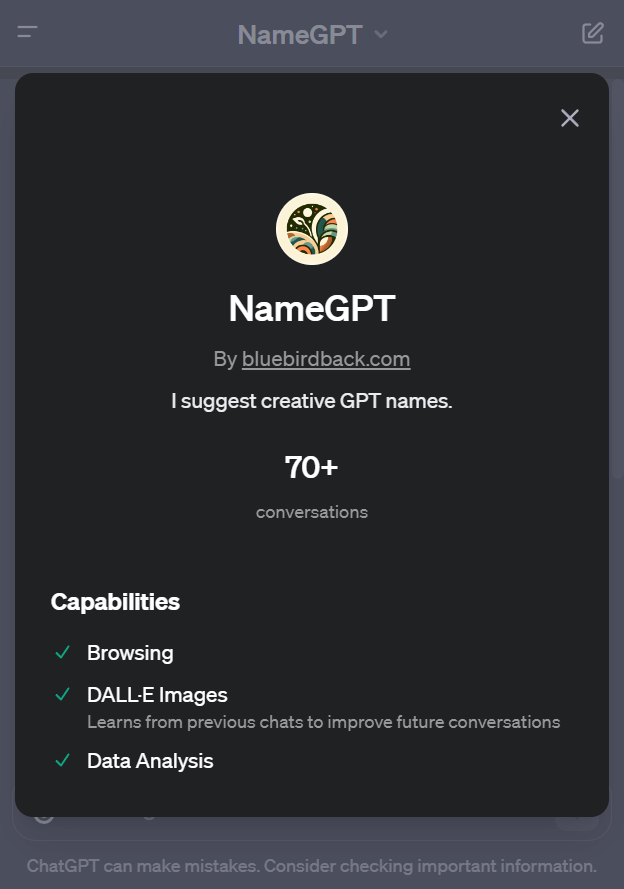 NameGPT
NameGPT
By bluebirdback.com
I suggest creative GPT names.
70+
conversations
Capabilities
Browsing
DALL·E Images
Learns from previous chats to improve future conversations
Data Analysis
ChatGPT can make mistakes. Consider checking important information.